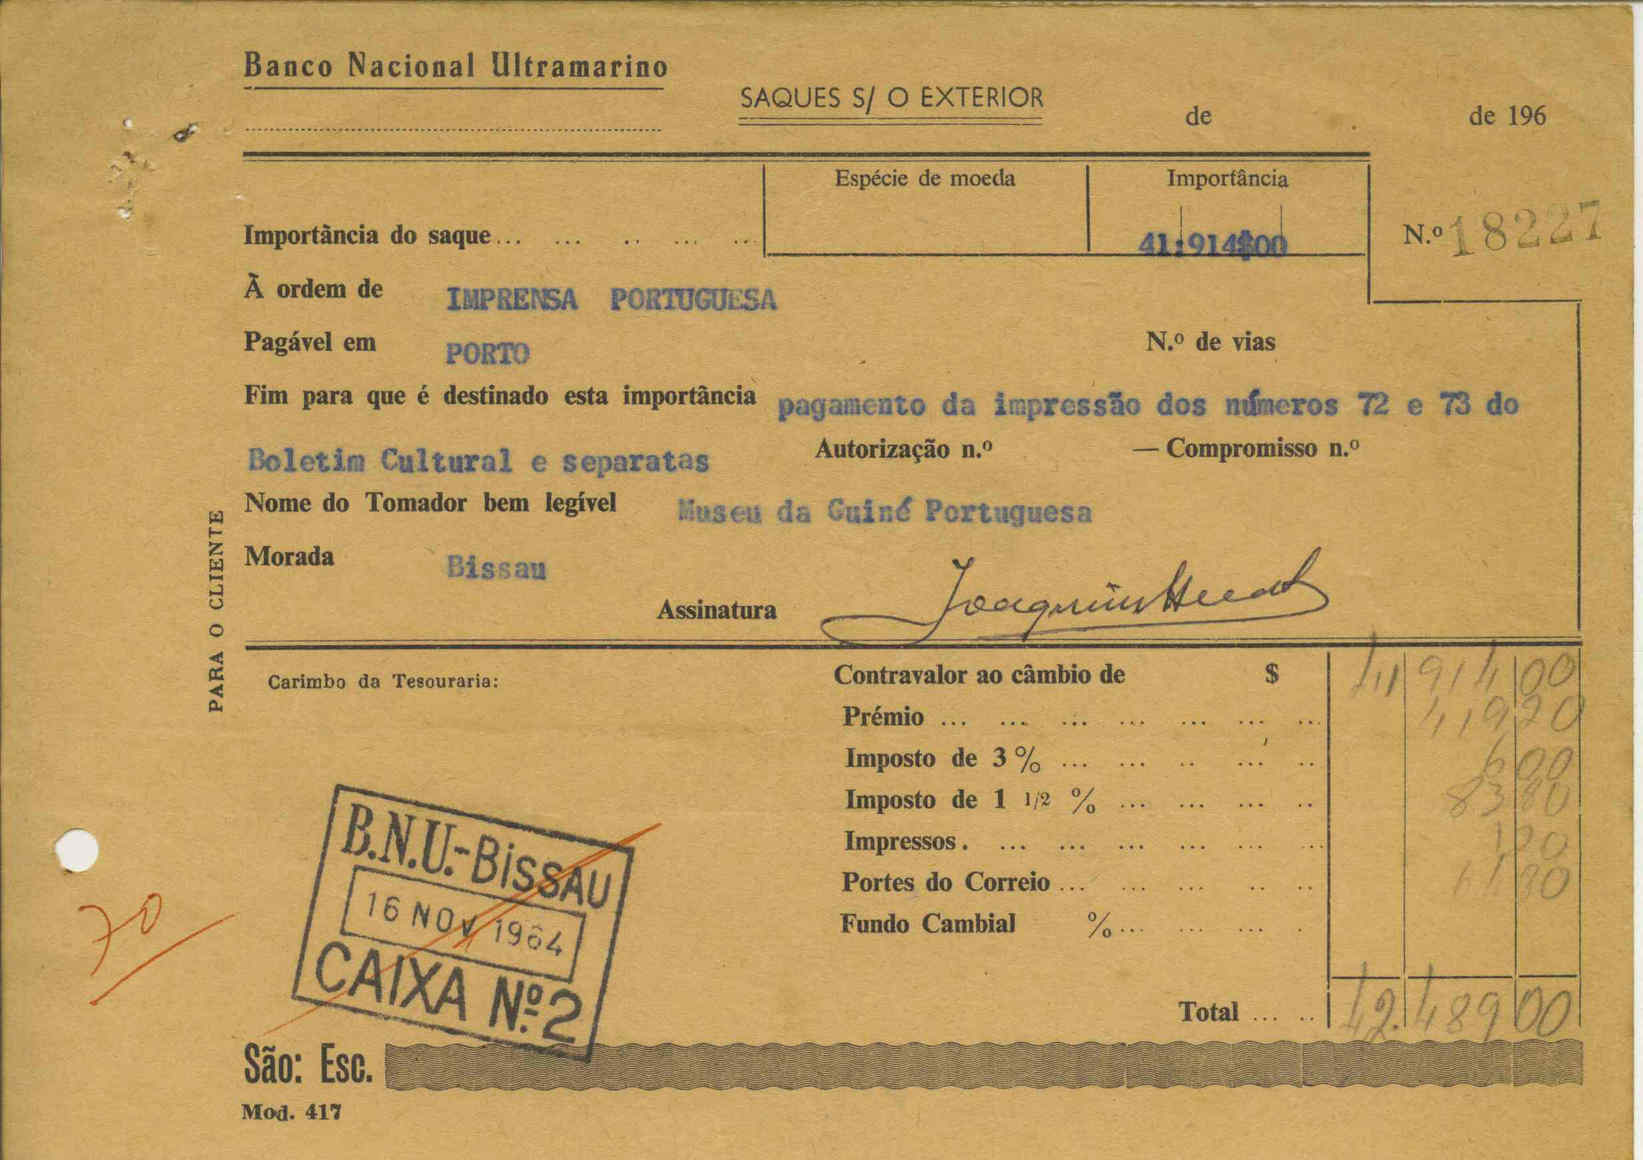 Banco Nacional Ultramarino
SAQUES S/ O EXTERIOR
de de 196
Espécie de moeda
Importância
Importância do saque... ... .. ... ...
41:914$00
N.º 18227
À ordem de IMPRENSA PORTUGUESA
Pagável em PORTO
N.º de vias
Fim para que é destinado esta importância pagamento da impressão dos números 72 e 73 do
Boletim Cultural e separatas Autorização n.º — Compromisso n.º
Nome do Tomador bem legível Museu da Guiné Portuguesa
Morada Bissau
Assinatura Joaquim
PARA O CLIENTE
Carimbo da Tesouraria:
Contravalor ao câmbio de $ 41 914 00
Prémio ... ... ... ... ... ... ... 419 20
Imposto de 3% ... ... .. ... .. 6 00
Imposto de 1 1/2 % ... ... ... .. 83 80
Impressos. ... ... ... ... ... 1 20
Portes do Correio ... ... ... .. .. 80
Fundo Cambial %... ... ... .
Total ... .. 42.489 00
B.N.U.-BISSAU
16 NOV 1964
CAIXA Nº 2
70
São: Esc.
Mod. 417